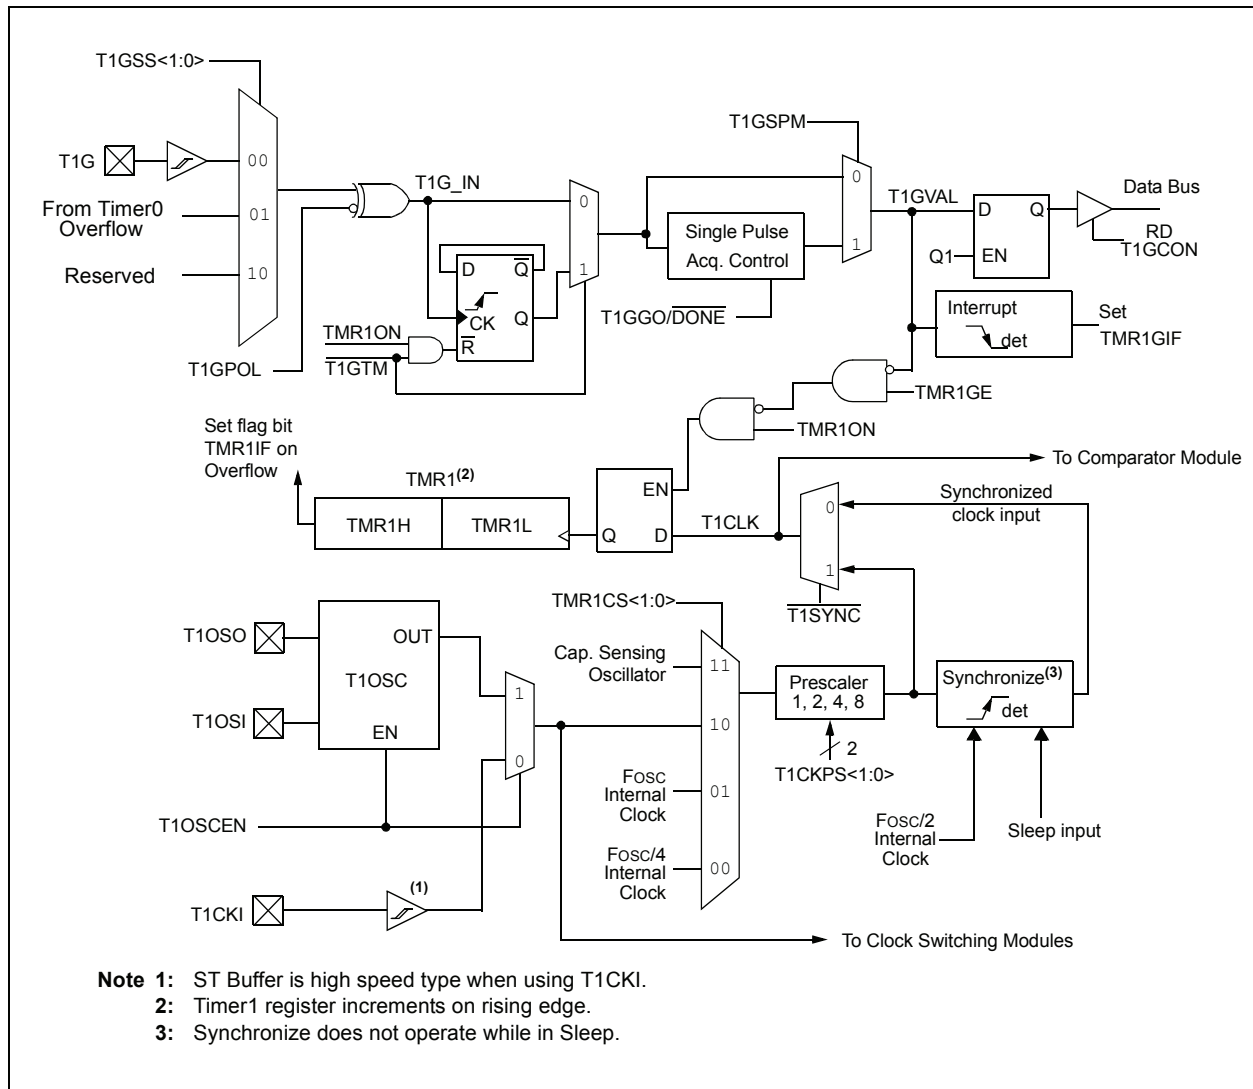 T1GSS<1:0>
T1G
00
From Timer0
Overflow
01
Reserved
10
T1GPOL
T1G_IN
0
1
D
Q
CK
Q
R
TMR1ON
T1GTM
T1GSPM
0
1
Single Pulse
Acq. Control
T1GGO/DONE
T1GVAL
D
Q
Q1
EN
Data Bus
RD
T1GCON
Interrupt
det
Set
TMR1GIF
TMR1GE
TMR1ON
Set flag bit
TMR1IF on
Overflow
TMR1(2)
TMR1H
TMR1L
EN
Q
D
T1CLK
To Comparator Module
0
1
Synchronized
clock input
T1SYNC
T1OSO
T1OSI
OUT
T1OSC
EN
T1OSCEN
T1CKI
(1)
1
0
TMR1CS<1:0>
Cap. Sensing
Oscillator
11
10
FOSC
Internal
Clock
01
FOSC/4
Internal
Clock
00
Prescaler
1, 2, 4, 8
2
T1CKPS<1:0>
Synchronize(3)
det
FOSC/2
Internal
Clock
Sleep input
To Clock Switching Modules
Note 1: ST Buffer is high speed type when using T1CKI.
2: Timer1 register increments on rising edge.
3: Synchronize does not operate while in Sleep.